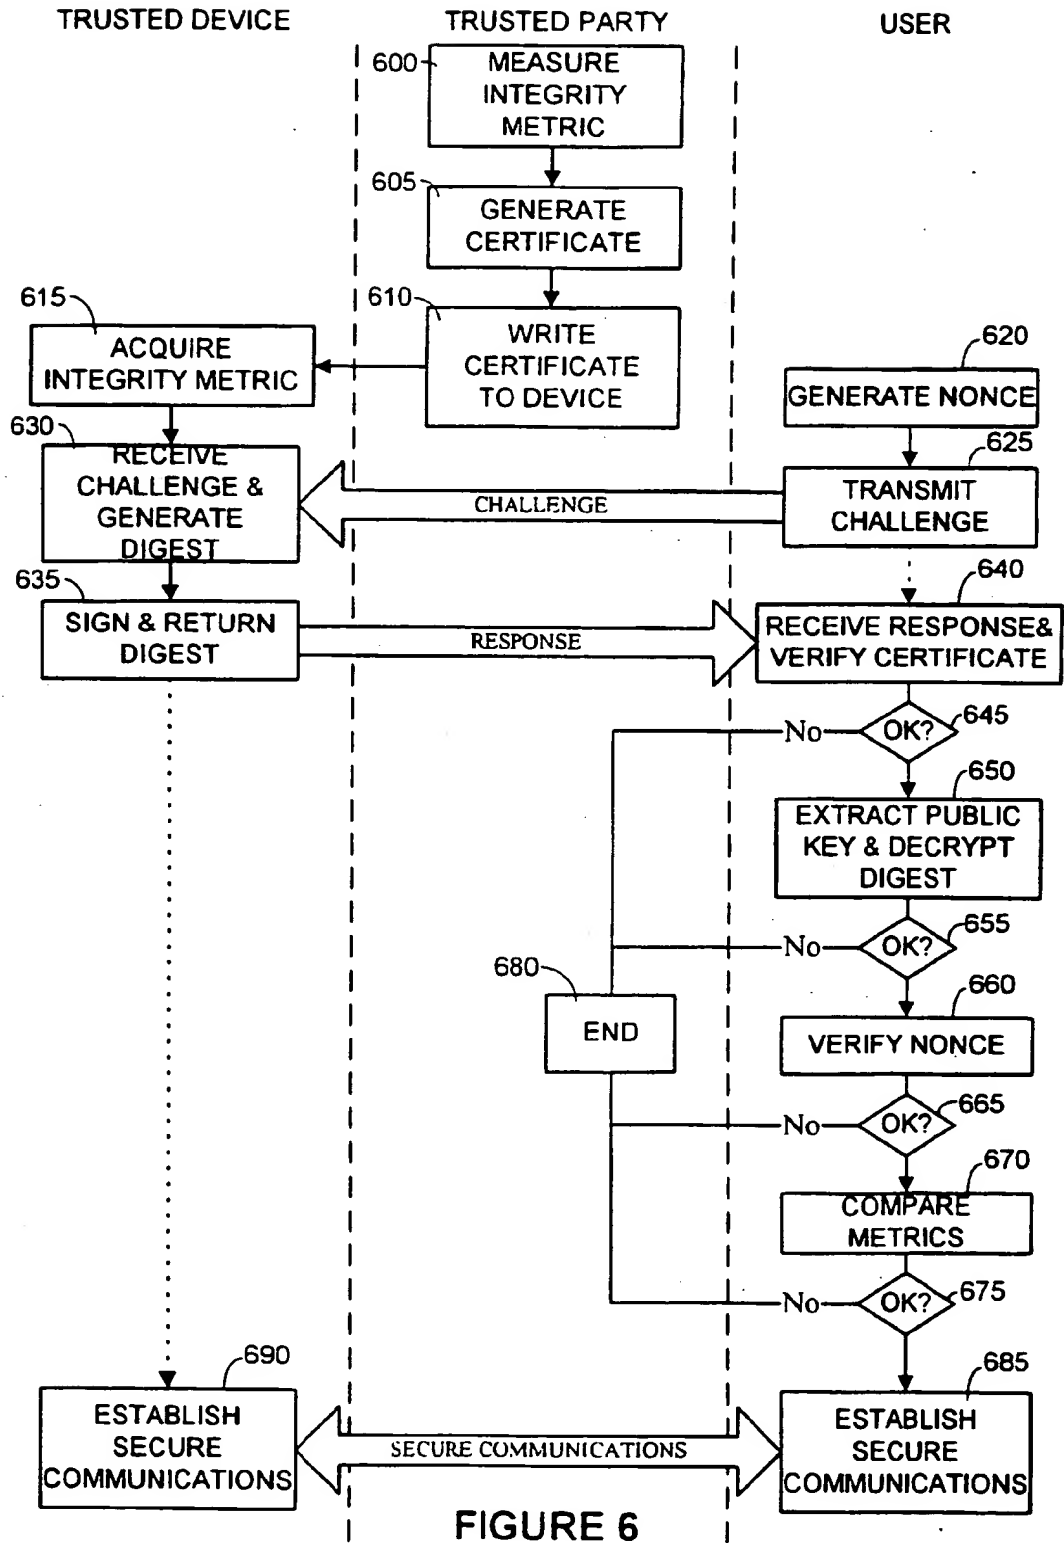 TRUSTED DEVICE
TRUSTED PARTY
USER
600
MEASURE
INTEGRITY
METRIC
605
GENERATE
CERTIFICATE
610
WRITE
CERTIFICATE
TO DEVICE
615
ACQUIRE
INTEGRITY METRIC
620
GENERATE NONCE
625
TRANSMIT
CHALLENGE
CHALLENGE
630
RECEIVE
CHALLENGE &
GENERATE
DIGEST
635
SIGN & RETURN
DIGEST
RESPONSE
640
RECEIVE RESPONSE&
VERIFY CERTIFICATE
645
OK?
No
650
EXTRACT PUBLIC
KEY & DECRYPT
DIGEST
655
OK?
No
680
END
660
VERIFY NONCE
665
OK?
No
670
COMPARE
METRICS
675
OK?
No
690
ESTABLISH
SECURE
COMMUNICATIONS
SECURE COMMUNICATIONS
685
ESTABLISH
SECURE
COMMUNICATIONS
FIGURE 6